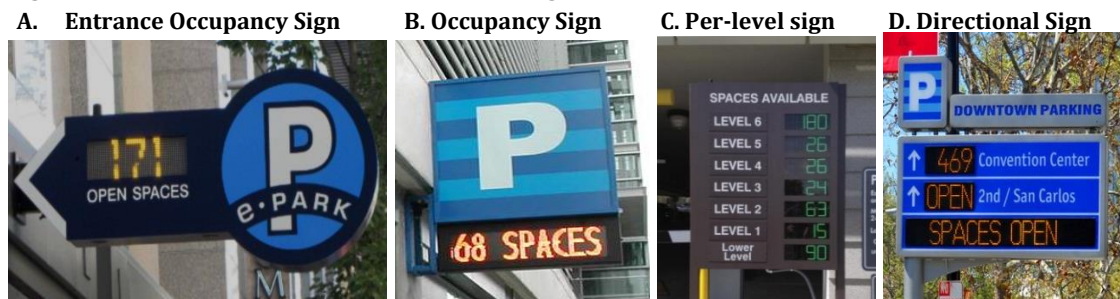 A. Entrance Occupancy Sign
B. Occupancy Sign
C. Per-level sign
D. Directional Sign
171
OPEN SPACES
P
e·PARK
P
68 SPACES
SPACES AVAILABLE
LEVEL 6 180
LEVEL 5 26
LEVEL 4 26
LEVEL 3 24
LEVEL 2 63
LEVEL 1 15
Lower Level 90
P
DOWNTOWN PARKING
↑ 469 Convention Center
↑ OPEN 2nd / San Carlos
SPACES OPEN